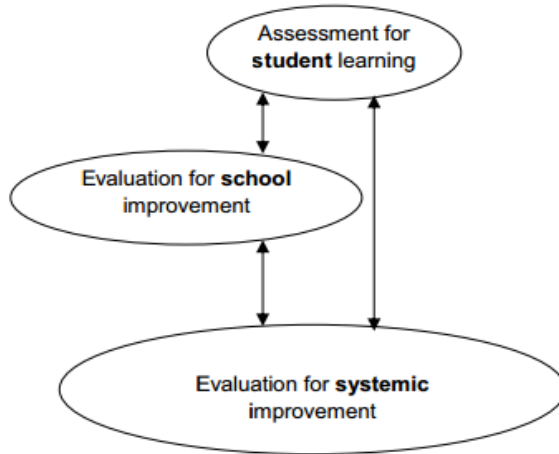 Assessment for
student learning
Evaluation for school
improvement
Evaluation for systemic
improvement